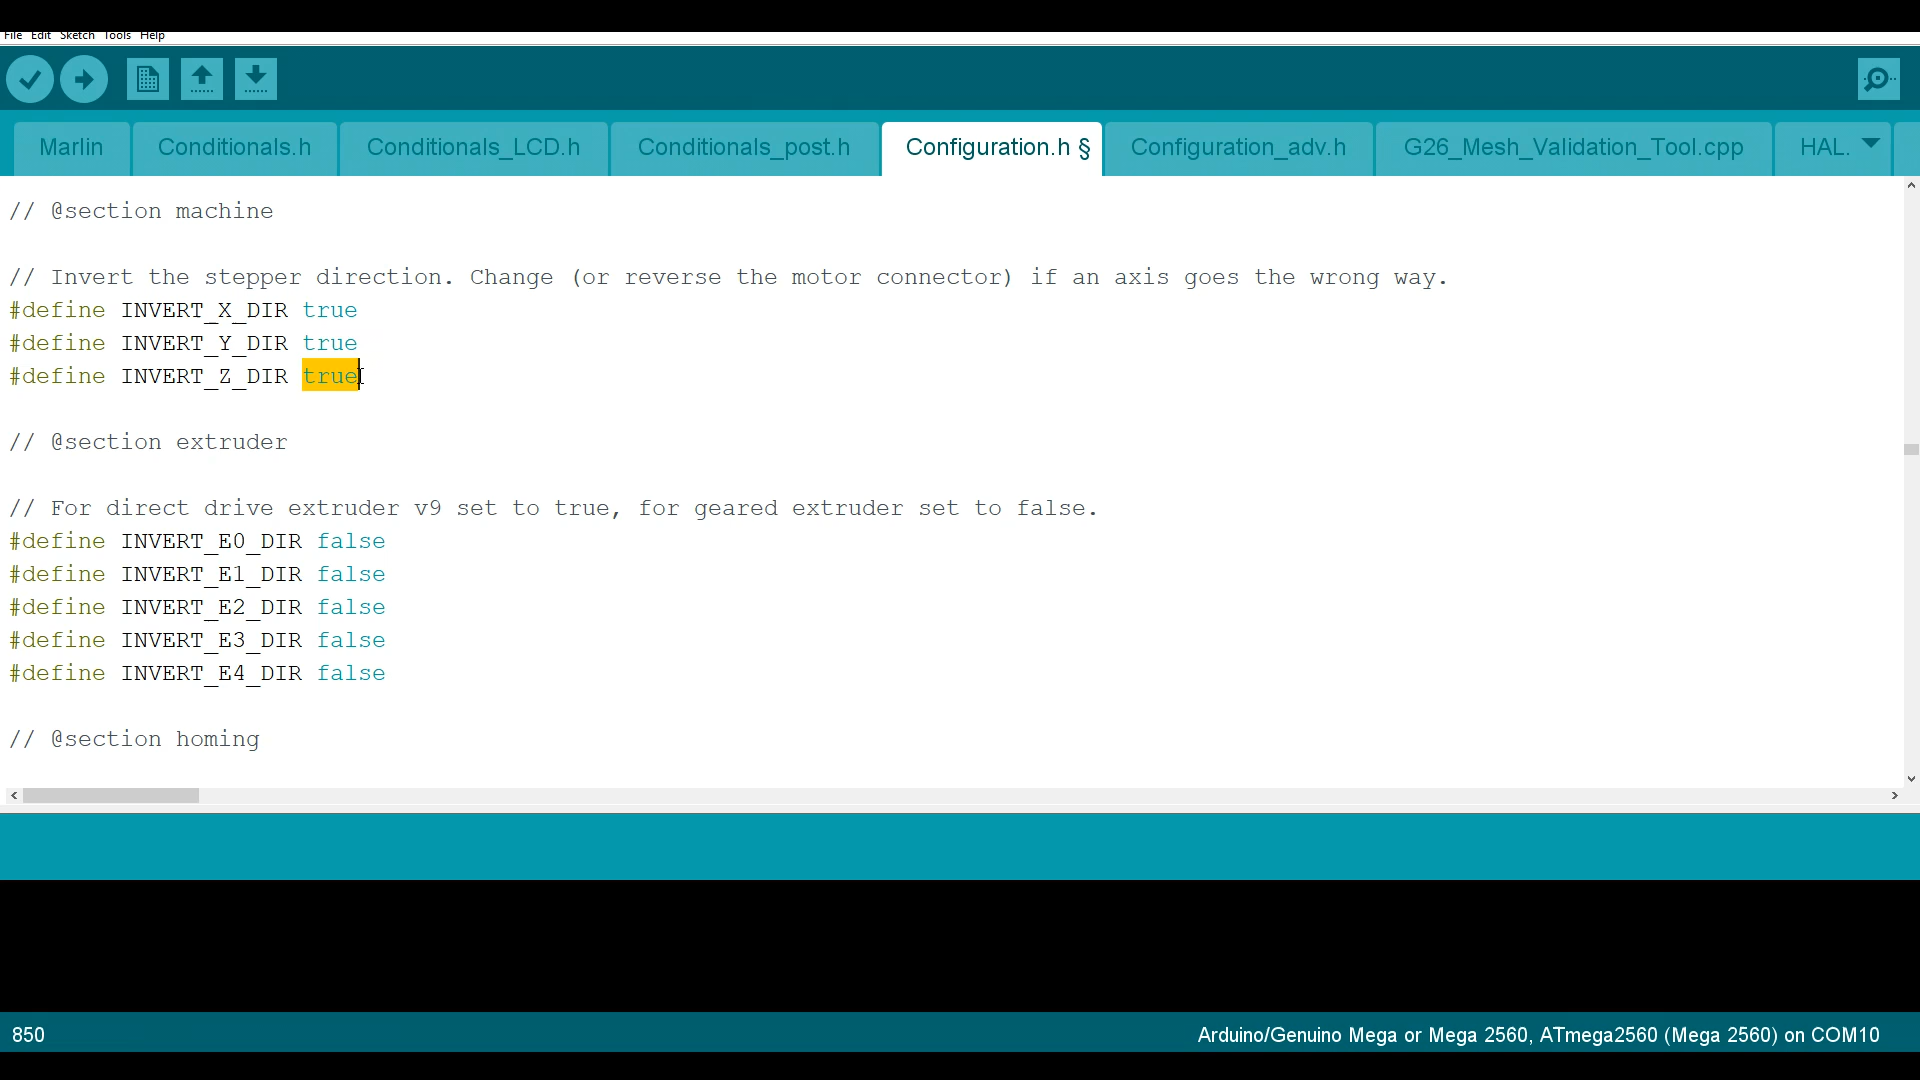 File Edit Sketch Tools Help
Marlin Conditionals.h Conditionals_LCD.h Conditionals_post.h Configuration.h § Configuration_adv.h G26_Mesh_Validation_Tool.cpp HAL.
// @section machine
// Invert the stepper direction. Change (or reverse the motor connector) if an axis goes the wrong way.
#define INVERT_X_DIR true
#define INVERT_Y_DIR true
#define INVERT_Z_DIR true
// @section extruder
// For direct drive extruder v9 set to true, for geared extruder set to false.
#define INVERT_E0_DIR false
#define INVERT_E1_DIR false
#define INVERT_E2_DIR false
#define INVERT_E3_DIR false
#define INVERT_E4_DIR false
// @section homing
850 Arduino/Genuino Mega or Mega 2560, ATmega2560 (Mega 2560) on COM10